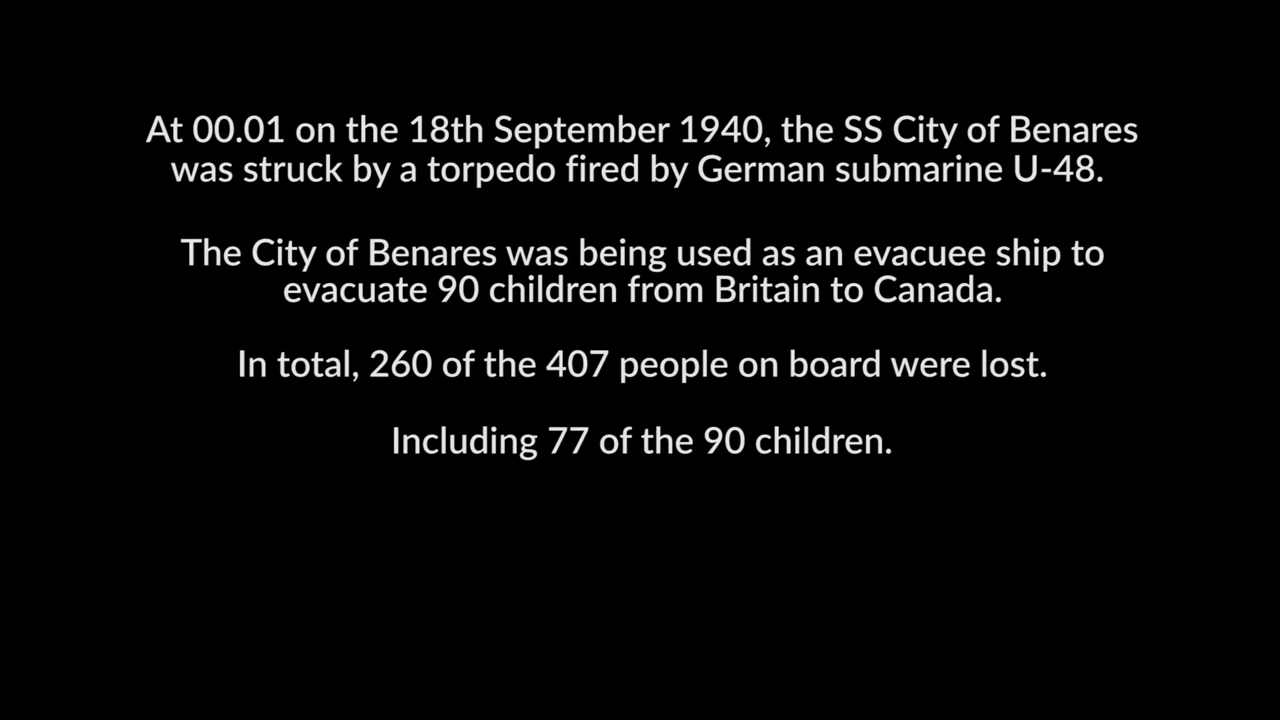 At 00.01 on the 18th September 1940, the SS City of Benares
was struck by a torpedo fired by German submarine U-48.
The City of Benares was being used as an evacuee ship to
evacuate 90 children from Britain to Canada.
In total, 260 of the 407 people on board were lost.
Including 77 of the 90 children.